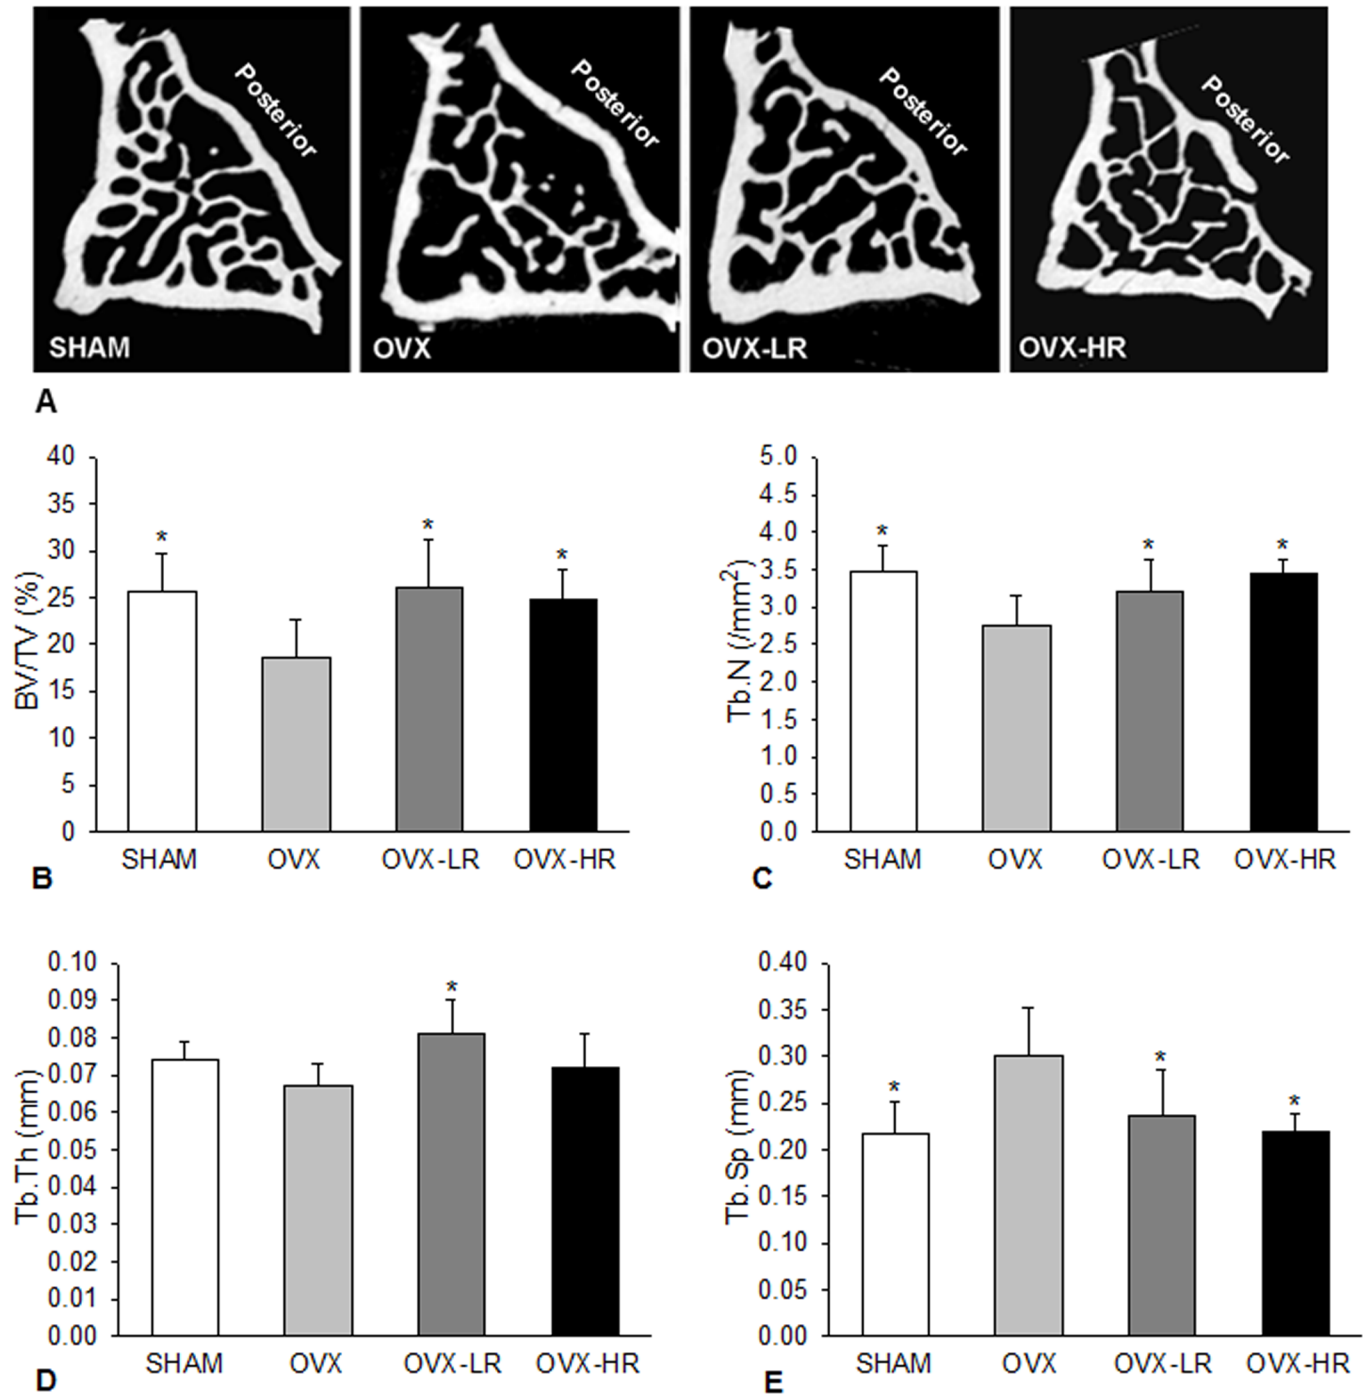 Posterior
Posterior
Posterior
Posterior
SHAM
OVX
OVX-LR
OVX-HR
A
40
35
30
25
20
15
10
5
0
BV/TV (%)
*
*
*
SHAM
OVX
OVX-LR
OVX-HR
B
5.0
4.5
4.0
3.5
3.0
2.5
2.0
1.5
1.0
0.5
0.0
Tb.N (/mm2)
*
*
*
SHAM
OVX
OVX-LR
OVX-HR
C
0.10
0.09
0.08
0.07
0.06
0.05
0.04
0.03
0.02
0.01
0.00
Tb.Th (mm)
*
SHAM
OVX
OVX-LR
OVX-HR
D
0.40
0.35
0.30
0.25
0.20
0.15
0.10
0.05
0.00
Tb.Sp (mm)
*
*
*
SHAM
OVX
OVX-LR
OVX-HR
E